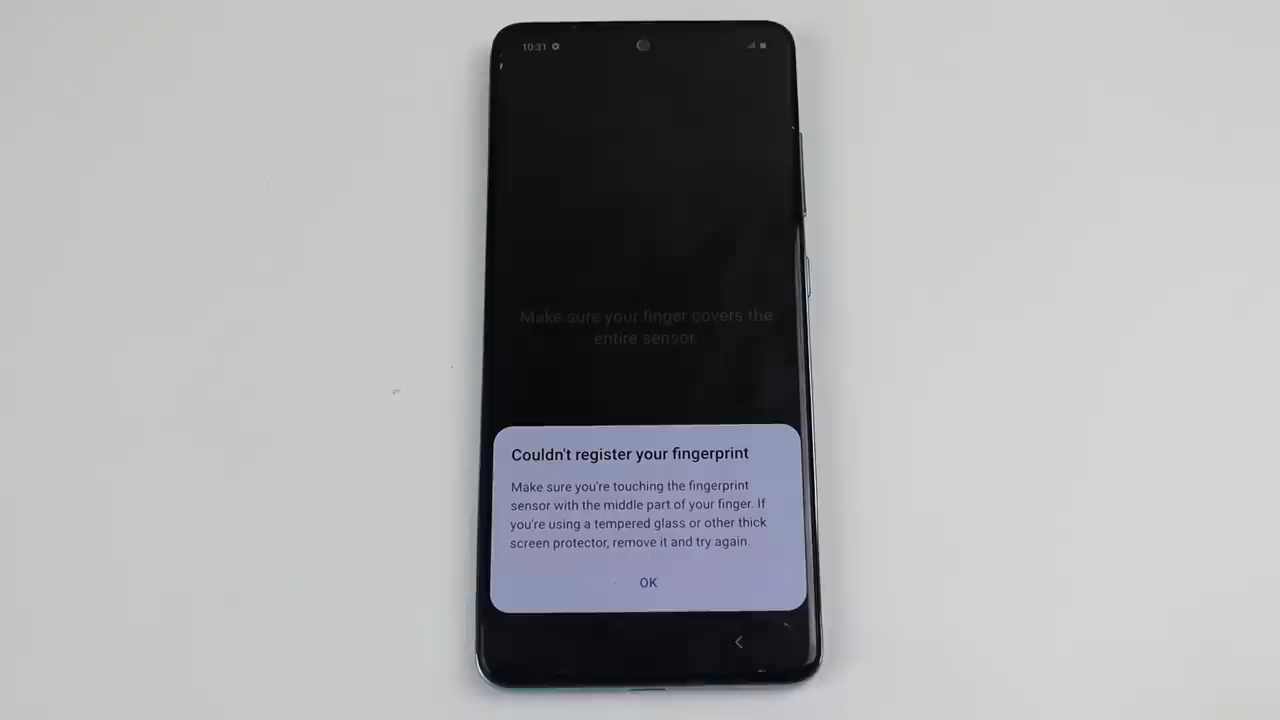 10:31
Make sure your finger covers the
entire sensor.
Couldn't register your fingerprint
Make sure you're touching the fingerprint
sensor with the middle part of your finger. If
you're using a tempered glass or other thick
screen protector, remove it and try again.
OK